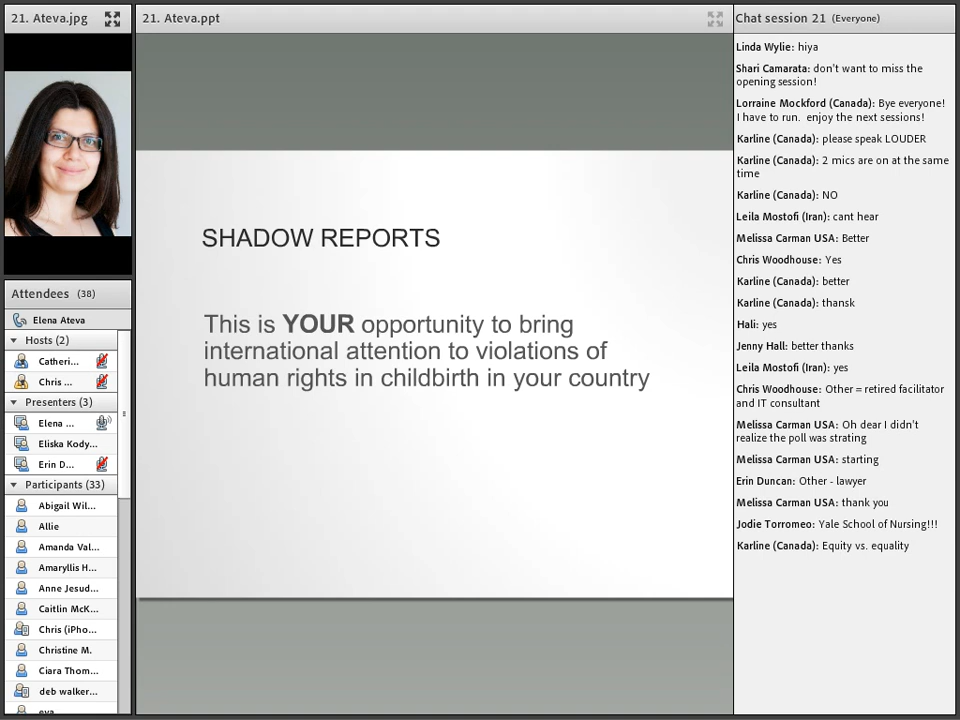 21. Ateva.jpg
Attendees (38)
Elena Ateva
Hosts (2)
Catheri...
Chris ...
Presenters (3)
Elena ...
Eliska Kody...
Erin D...
Participants (33)
Abigail Wil...
Allie
Amanda Val...
Amaryllis H...
Anne Jesud...
Caitlin McK...
Chris (iPho...
Christine M.
Ciara Thom...
deb walker...
eva
21. Ateva.ppt
SHADOW REPORTS
This is YOUR opportunity to bring
international attention to violations of
human rights in childbirth in your country
Chat session 21 (Everyone)
Linda Wylie: hiya
Shari Camarata: don't want to miss the
opening session!
Lorraine Mockford (Canada): Bye everyone!
I have to run. enjoy the next sessions!
Karline (Canada): please speak LOUDER
Karline (Canada): 2 mics are on at the same
time
Karline (Canada): NO
Leila Mostofi (Iran): cant hear
Melissa Carman USA: Better
Chris Woodhouse: Yes
Karline (Canada): better
Karline (Canada): thansk
Hali: yes
Jenny Hall: better thanks
Leila Mostofi (Iran): yes
Chris Woodhouse: Other = retired facilitator
and IT consultant
Melissa Carman USA: Oh dear I didn't
realize the poll was strating
Melissa Carman USA: starting
Erin Duncan: Other - lawyer
Melissa Carman USA: thank you
Jodie Torromeo: Yale School of Nursing!!!
Karline (Canada): Equity vs. equality